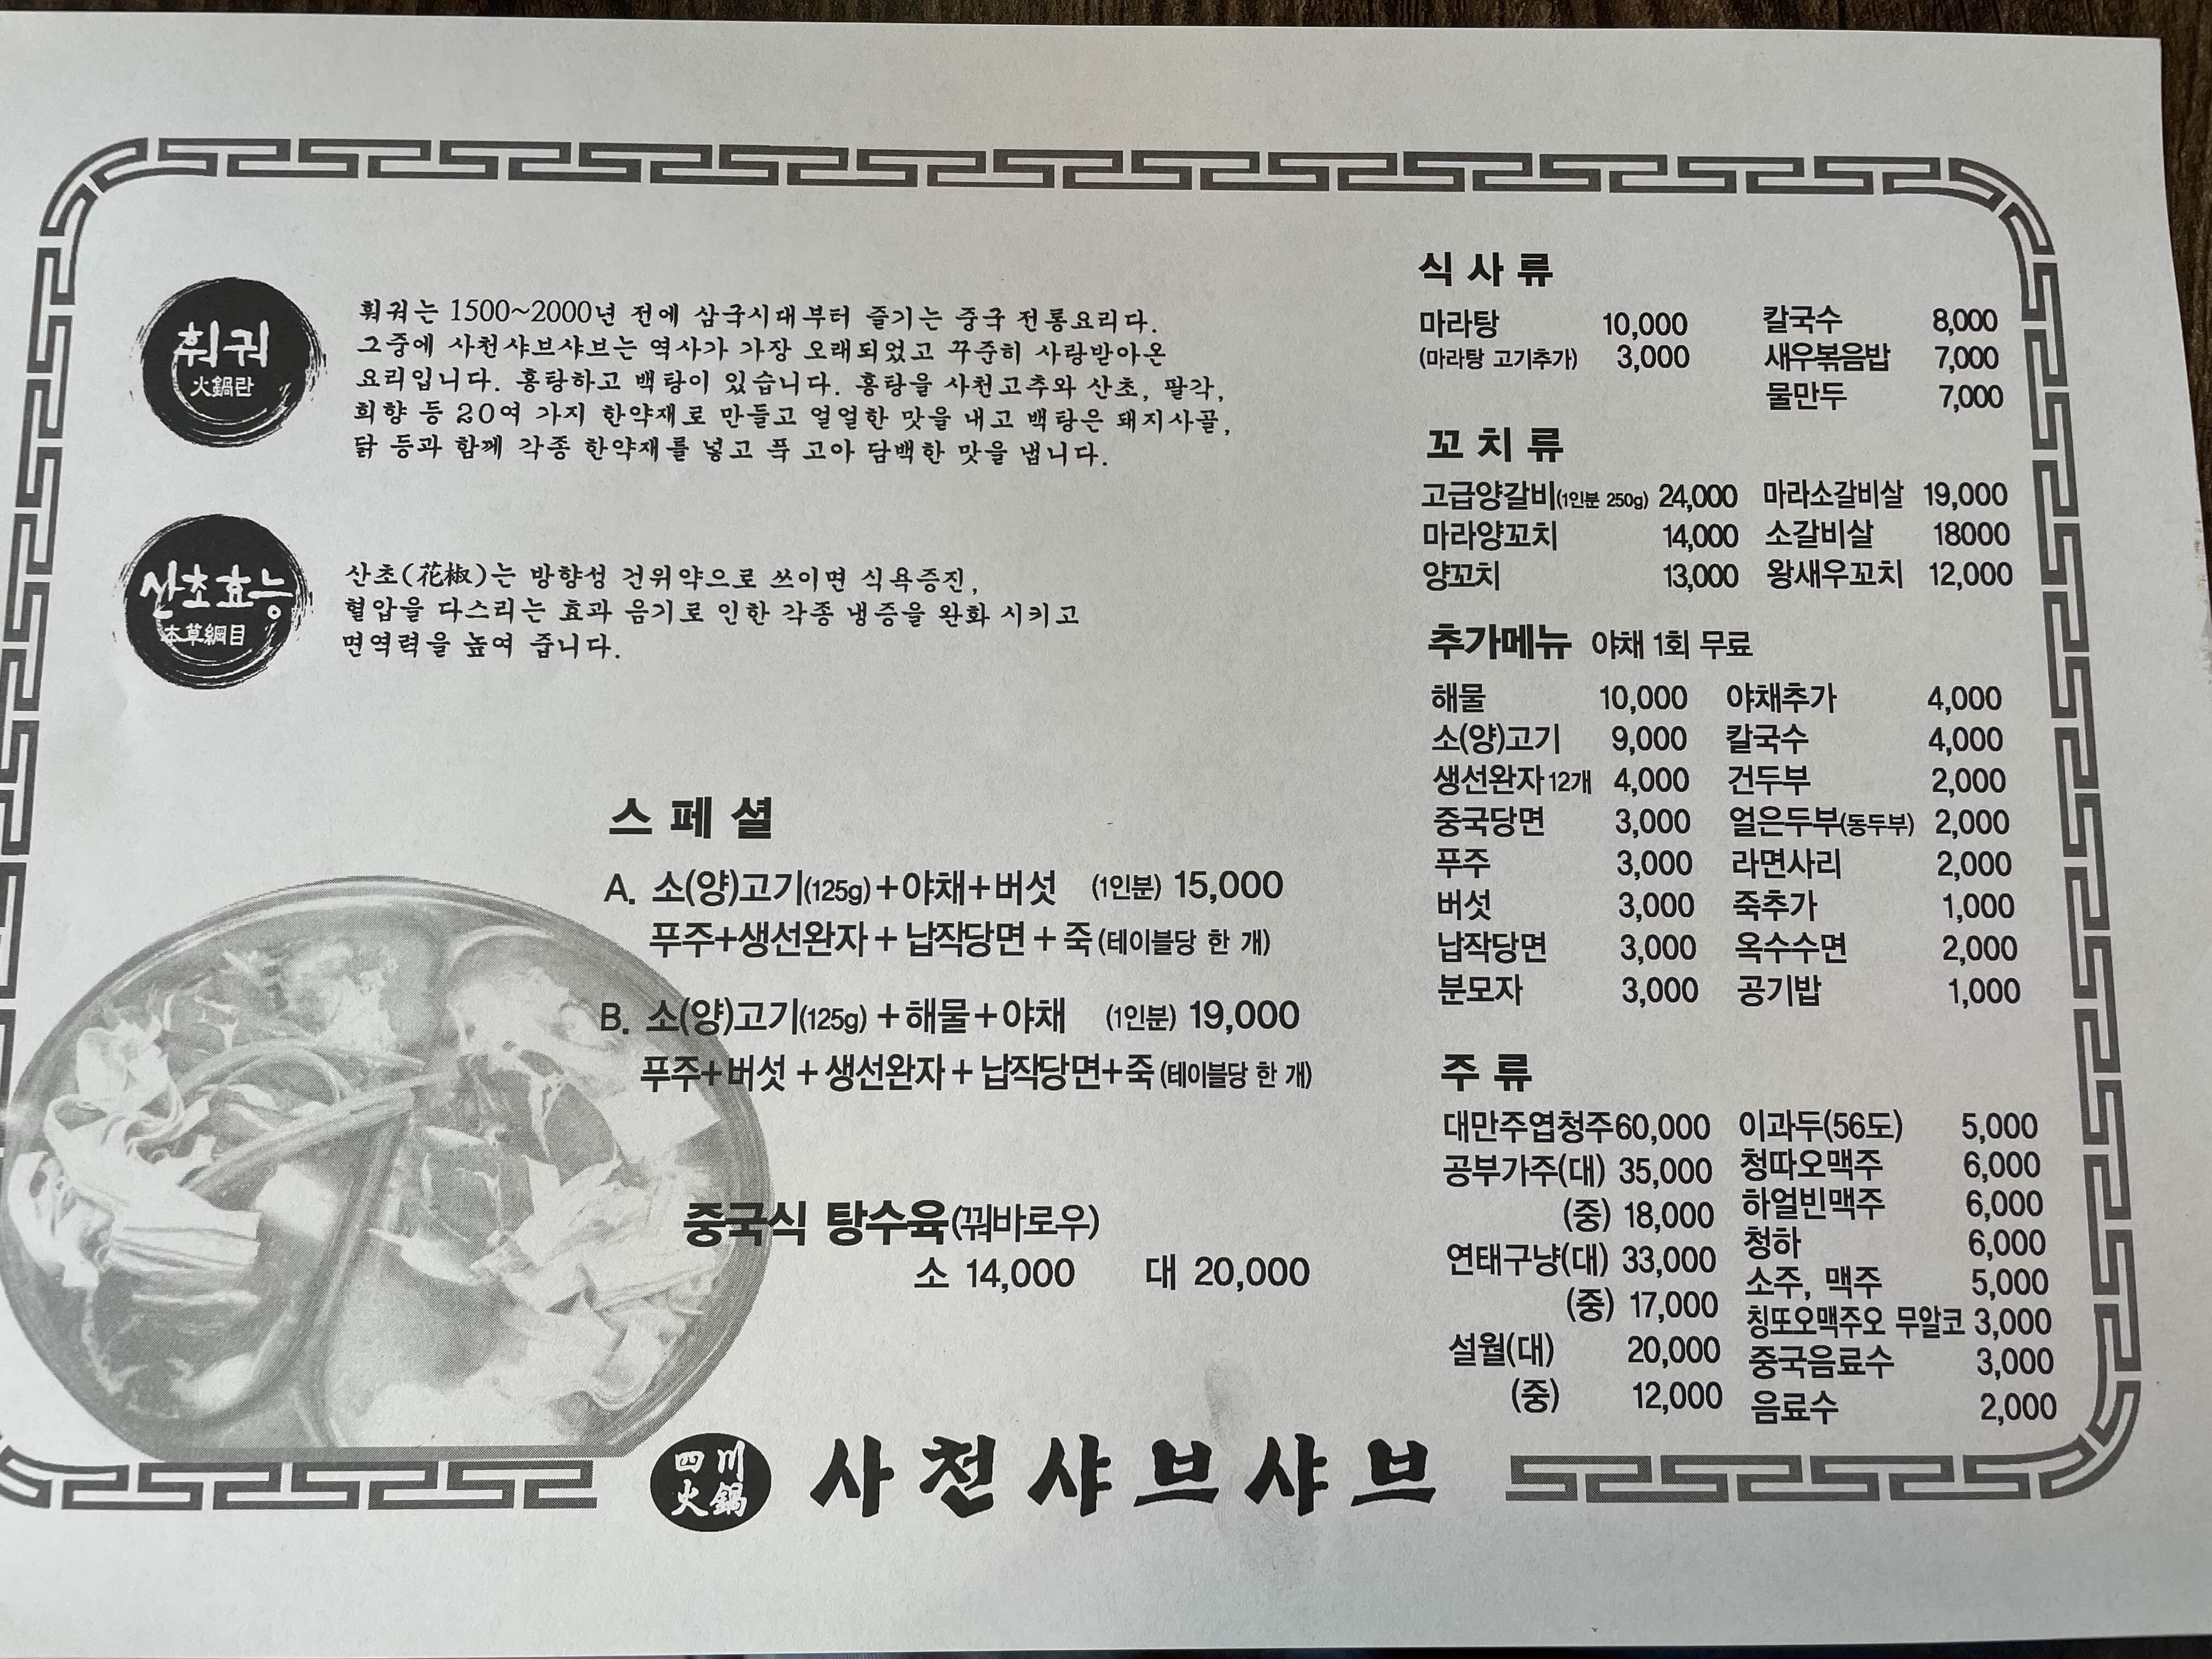 훠궈
火鍋란
훠궈는 1500~2000년 전에 삼국시대부터 즐기는 중국 전통요리다.
그중에 사천샤브샤브는 역사가 가장 오래되었고 꾸준히 사랑받아온
요리입니다. 홍탕하고 백탕이 있습니다. 홍탕을 사천고추와 산초, 팔각,
회향 등 20여 가지 한약재로 만들고 얼얼한 맛을 내고 백탕은 돼지사골,
닭 등과 함께 각종 한약재를 넣고 푹 고아 담백한 맛을 냅니다.
산초효능
本草綱目
산초(花椒)는 방향성 건위약으로 쓰이면 식욕증진,
혈압을 다스리는 효과 음기로 인한 각종 냉증을 완화 시키고
면역력을 높여 줍니다.
스페셜
A. 소(양)고기(125g)+야채+버섯 (1인분) 15,000
푸주+생선완자+납작당면+죽(테이블당 한 개)
B. 소(양)고기(125g)+해물+야채 (1인분) 19,000
푸주+버섯+생선완자+납작당면+죽(테이블당 한 개)
중국식 탕수육(꿔바로우)
소 14,000 대 20,000
식사류
마라탕 10,000 칼국수 8,000
(마라탕 고기추가) 3,000 새우볶음밥 7,000
물만두 7,000
꼬치류
고급양갈비(1인분 250g) 24,000 마라소갈비살 19,000
마라양꼬치 14,000 소갈비살 18000
양꼬치 13,000 왕새우꼬치 12,000
추가메뉴 야채 1회 무료
해물 10,000 야채추가 4,000
소(양)고기 9,000 칼국수 4,000
생선완자12개 4,000 건두부 2,000
중국당면 3,000 얼은두부(동두부) 2,000
푸주 3,000 라면사리 2,000
버섯 3,000 죽추가 1,000
납작당면 3,000 옥수수면 2,000
분모자 3,000 공기밥 1,000
주류
대만주엽청주60,000 이과두(56도) 5,000
공부가주(대) 35,000 청따오맥주 6,000
(중) 18,000 하얼빈맥주 6,000
연태구냥(대) 33,000 청하 6,000
(중) 17,000 소주, 맥주 5,000
설월(대) 20,000 칭또오맥주오 무알코 3,000
(중) 12,000 중국음료수 3,000
음료수 2,000
四川
火鍋
사천샤브샤브